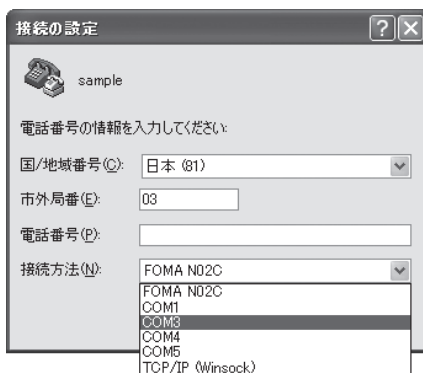 接続の設定
sample
電話番号の情報を入力してください:
国/地域番号(C): 日本 (81)
市外局番(E): 03
電話番号(P):
接続方法(N): FOMA N02C
FOMA N02C
COM1
COM3
COM4
COM5
TCP/IP (Winsock)